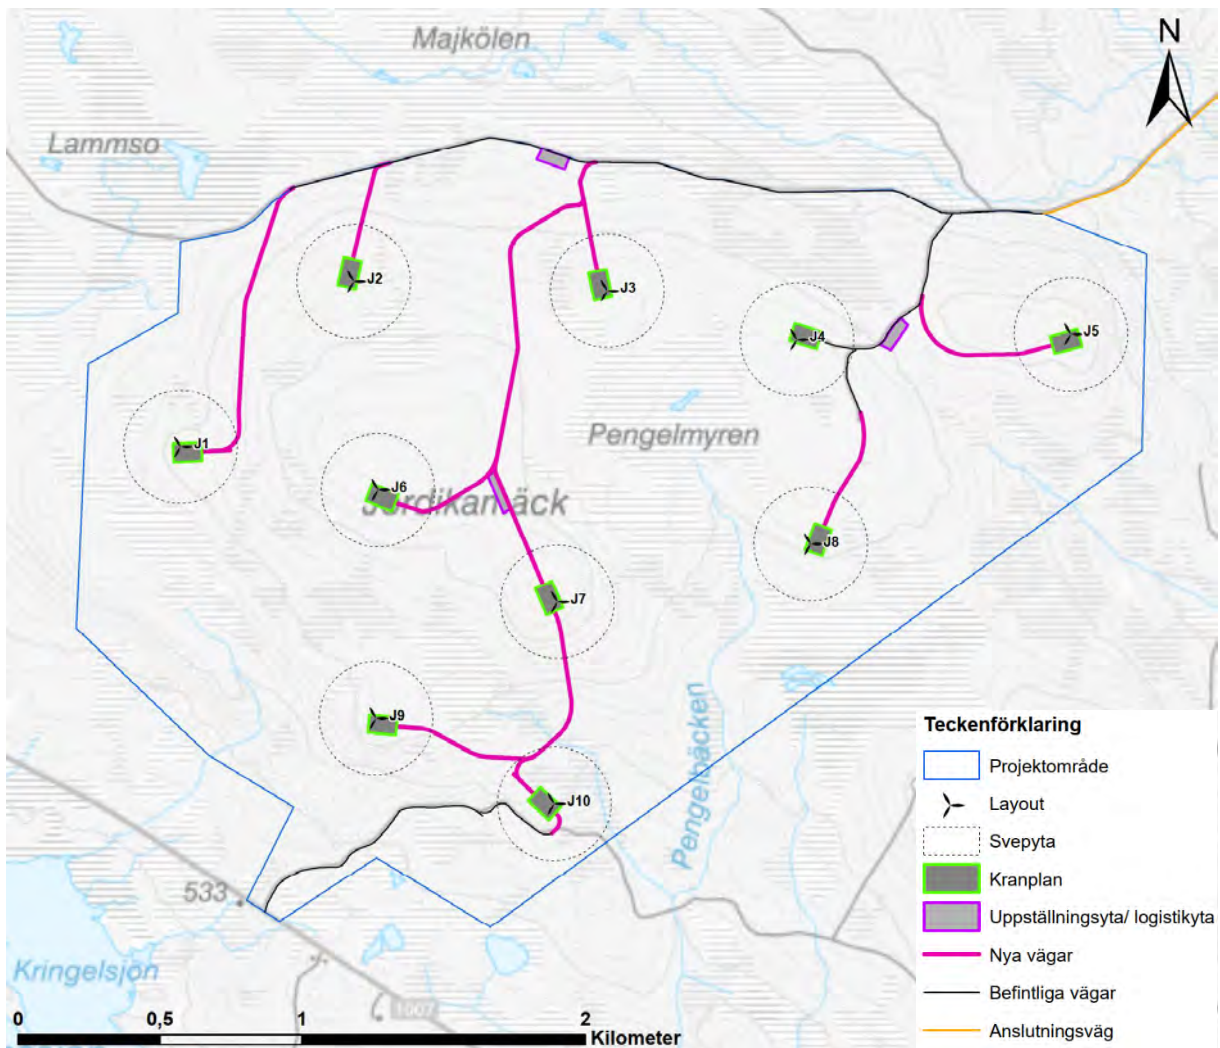 Majkölen
N
Lammso
J2
J3
J4
J5
Pengelmyren
J1
J6
Jordikamäck
J8
J7
J9
J10
Pengelbäcken
533
Kringelsjön
1007
0 0,5 1 2
Kilometer
Teckenförklaring
Projektområde
Layout
Svepyta
Kranplan
Uppställningsyta/ logistikyta
Nya vägar
Befintliga vägar
Anslutningsväg